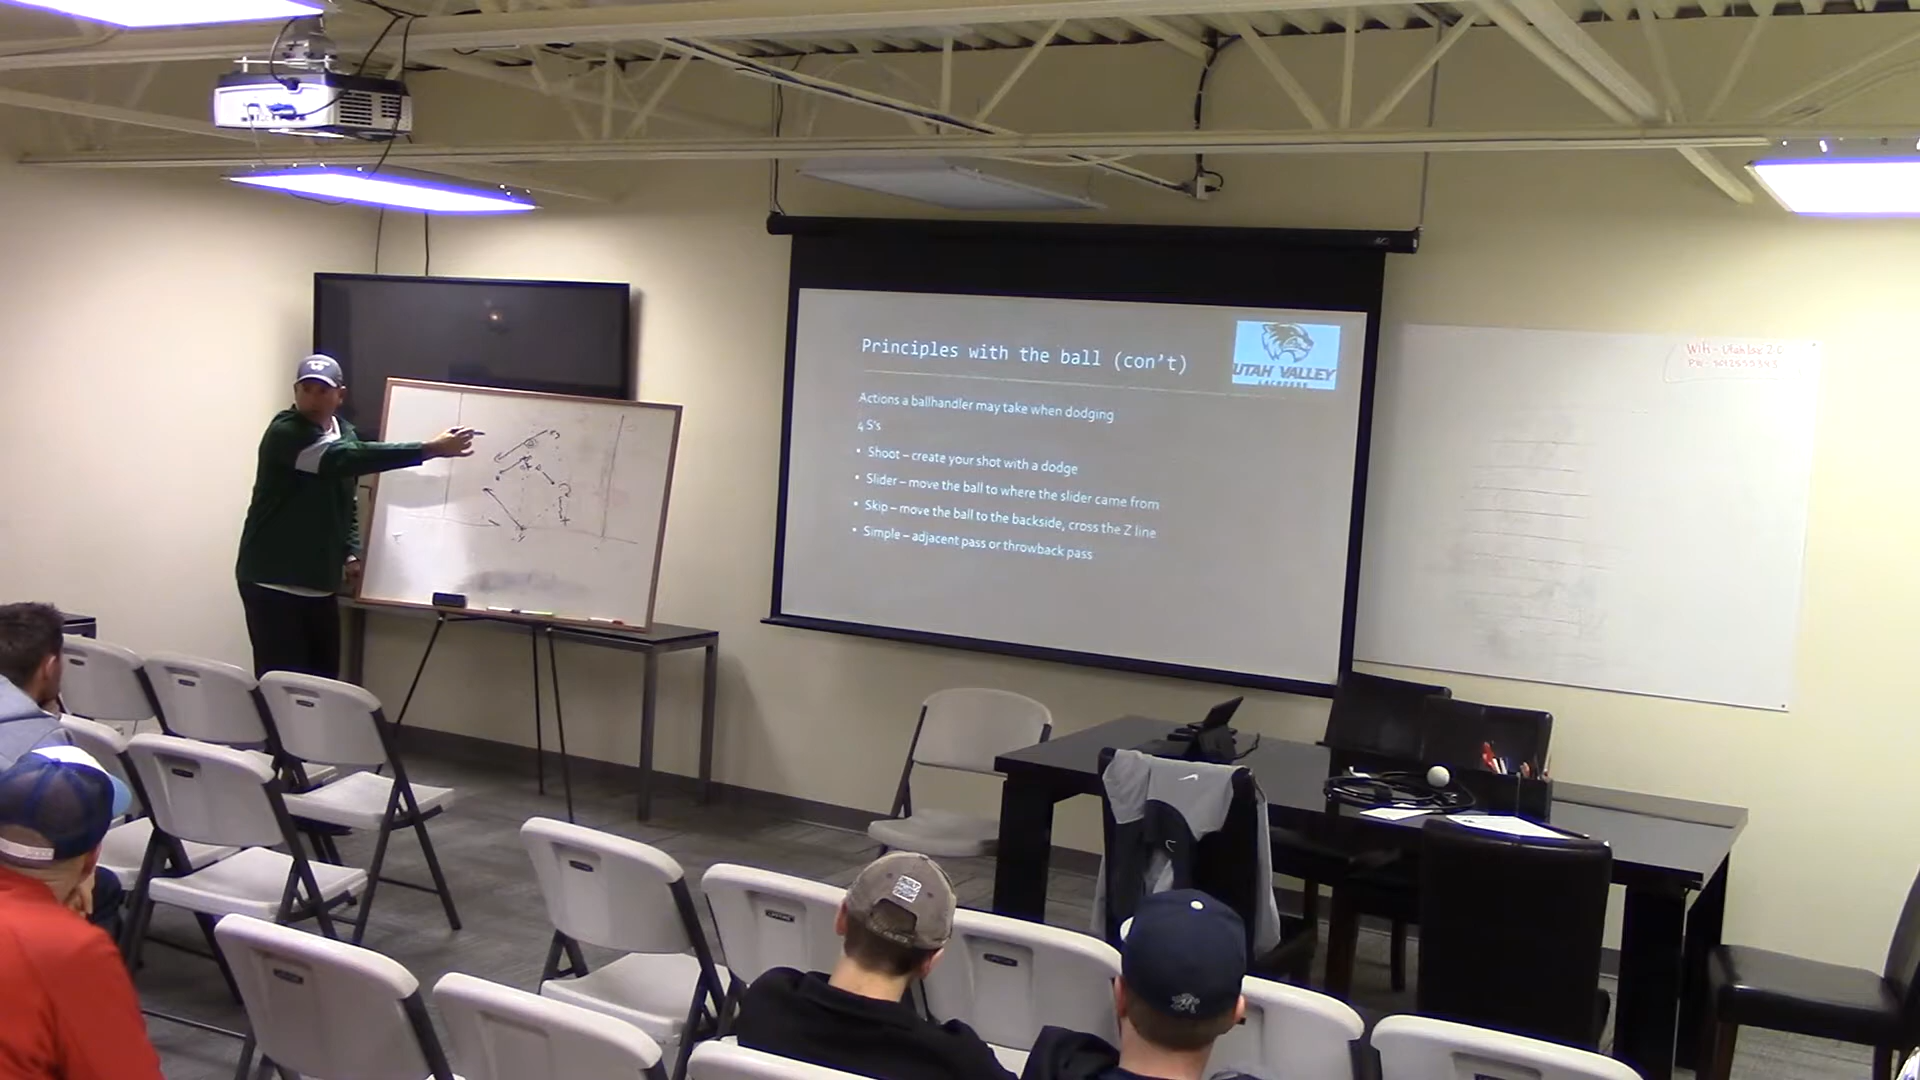 Principles with the ball (con't)
UTAH VALLEY
LACROSSE
Actions a ballhandler may take when dodging
4 S's
• Shoot – create your shot with a dodge
• Slider – move the ball to where the slider came from
• Skip – move the ball to the backside, cross the Z line
• Simple – adjacent pass or throwback pass